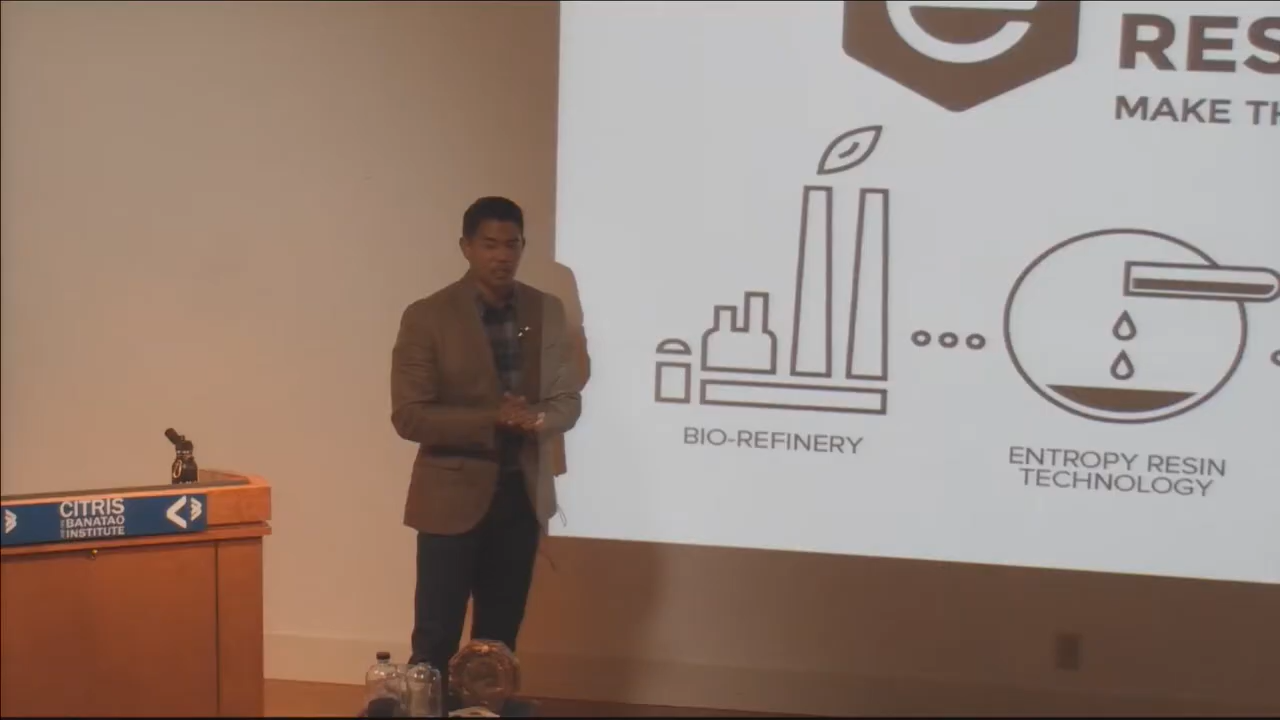 RES
MAKE TH
BIO-REFINERY
ENTROPY RESIN
TECHNOLOGY
CITRIS
BANATAO
INSTITUTE